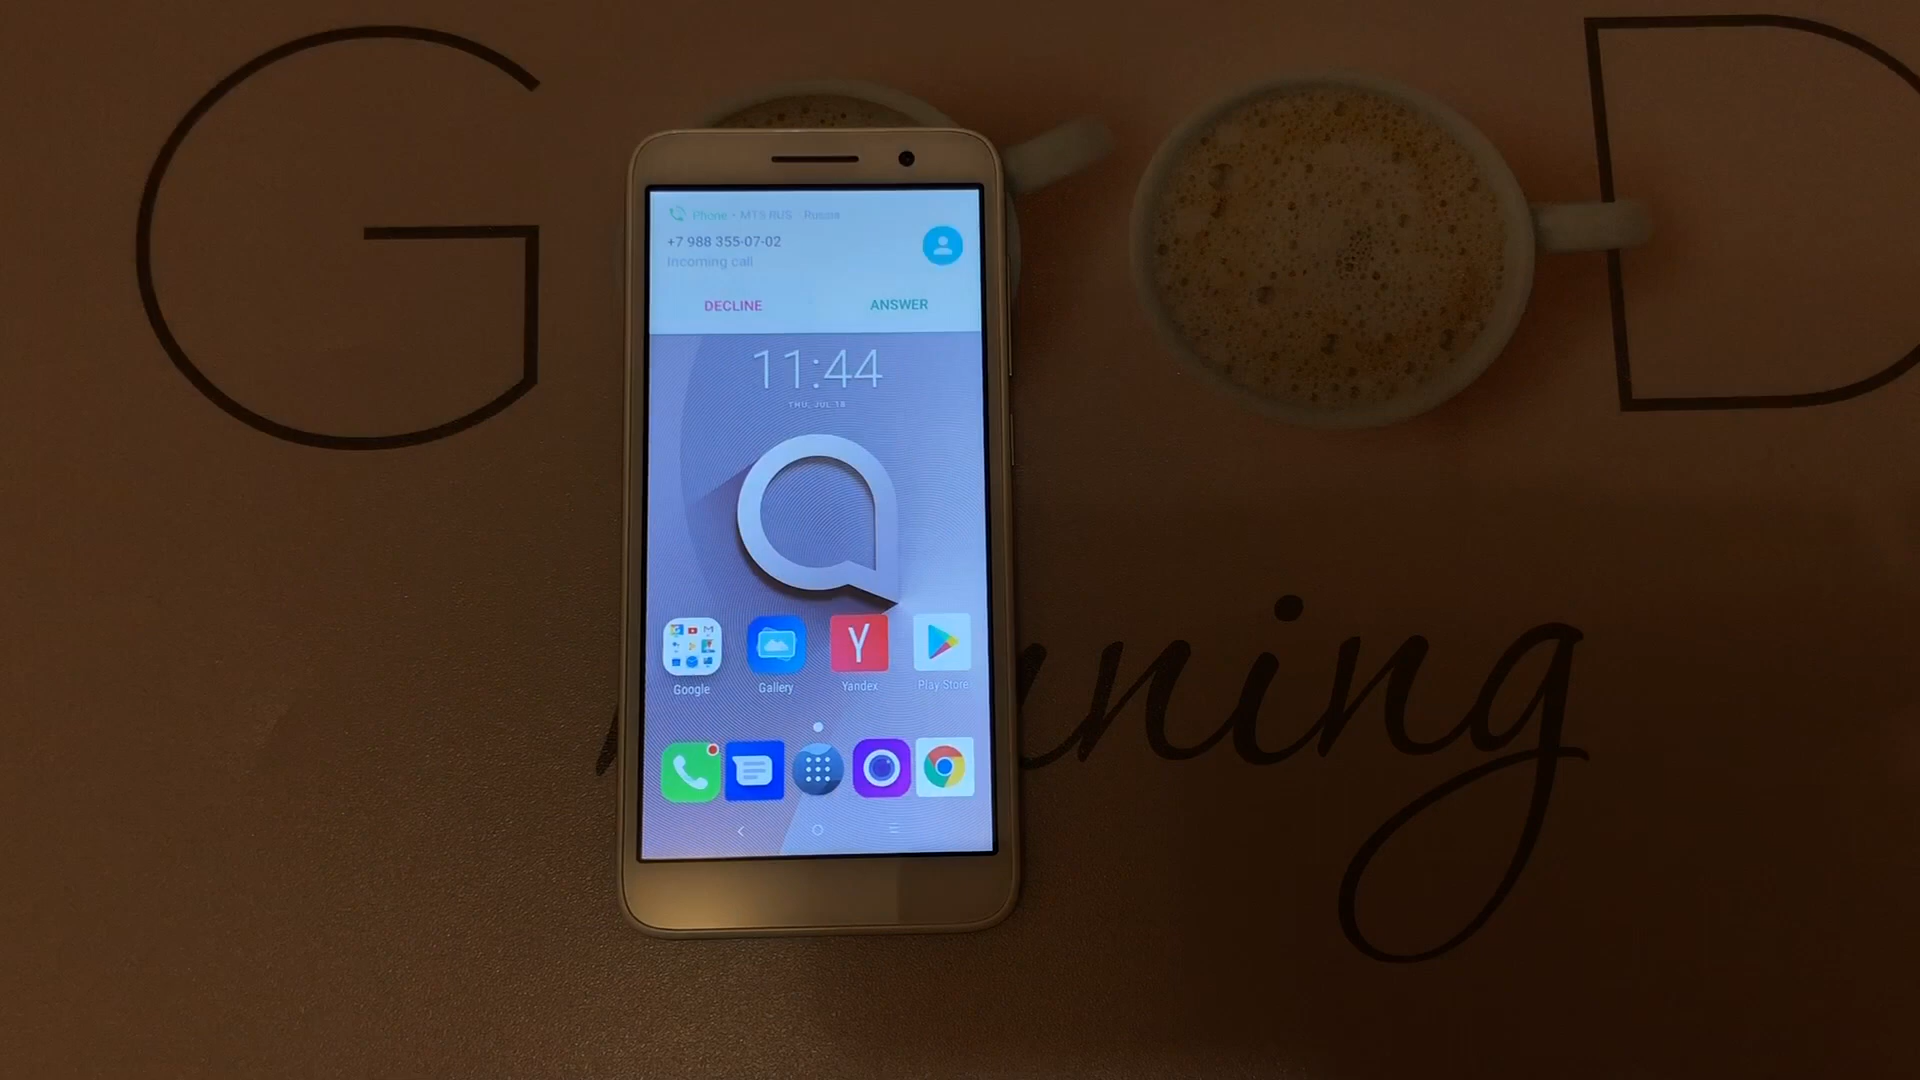 G D
Phone • MTS RUS Russia
+7 988 355-07-02
Incoming call
DECLINE ANSWER
11:44
THU, JUL 18
Google Gallery Yandex Play Store
ning